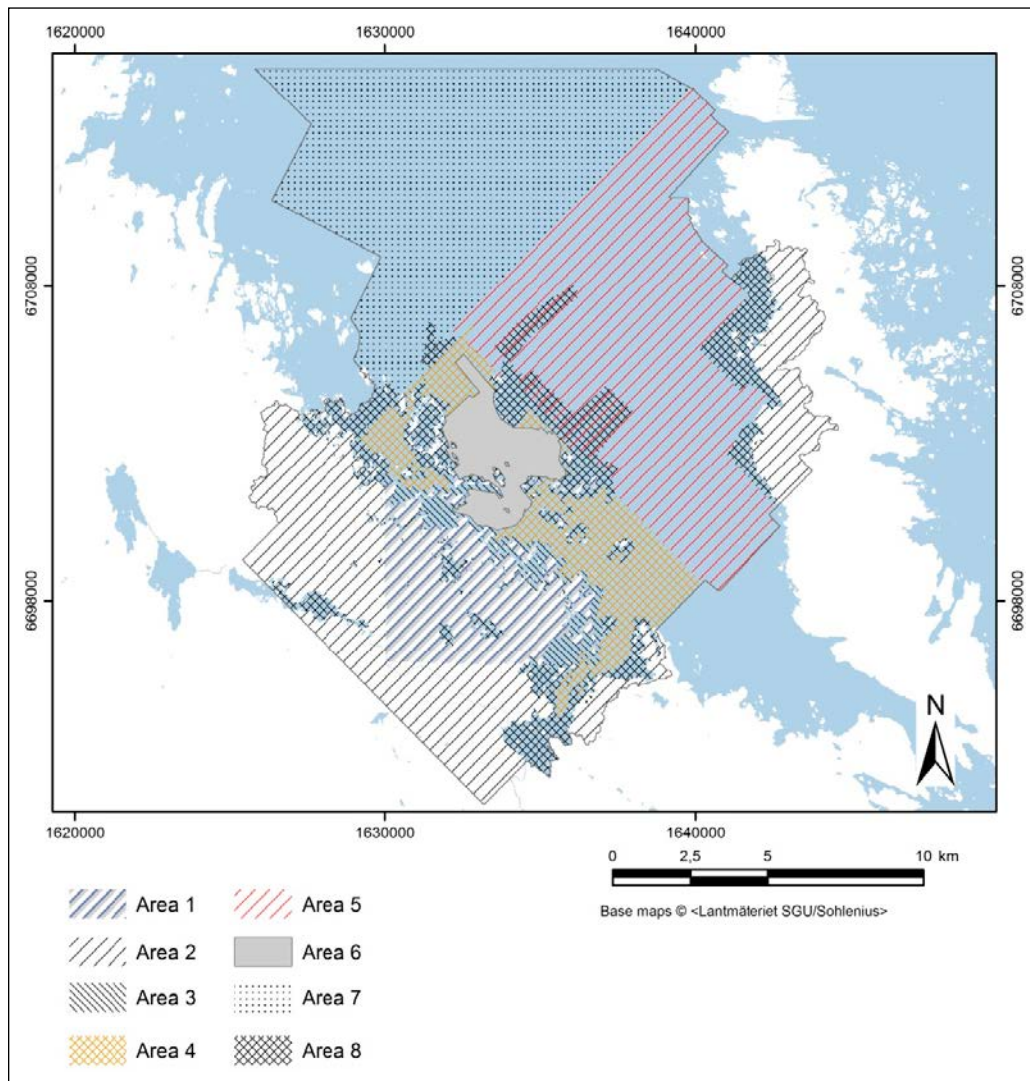 1620000 1630000 1640000
6708000 6708000
6698000 6698000
N
1620000 1630000 1640000
0 2,5 5 10 km
Base maps © <Lantmäteriet SGU/Sohlenius>
Area 1 Area 5
Area 2 Area 6
Area 3 Area 7
Area 4 Area 8